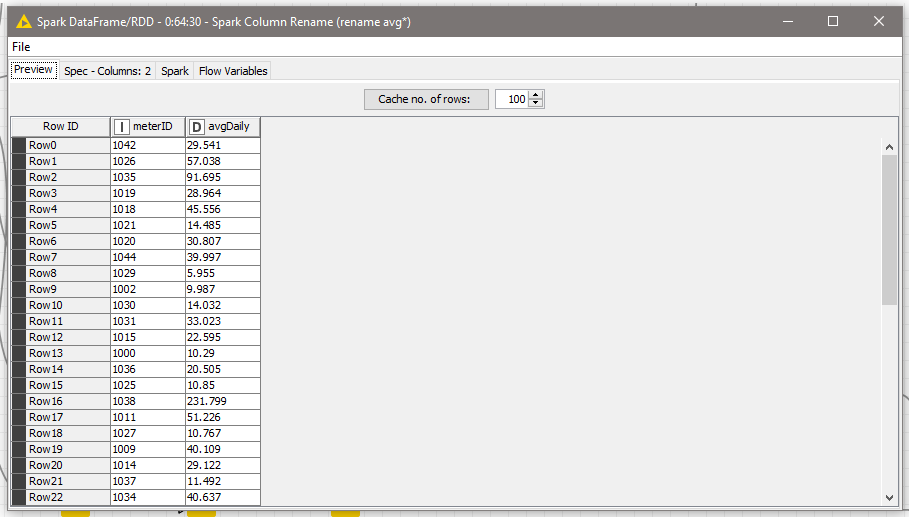 Spark DataFrame/RDD - 0:64:30 - Spark Column Rename (rename avg*)
File
Preview Spec - Columns: 2 Spark Flow Variables
Cache no. of rows: 100
Row ID I meterID D avgDaily
Row0 1042 29.541
Row1 1026 57.038
Row2 1035 91.695
Row3 1019 28.964
Row4 1018 45.556
Row5 1021 14.485
Row6 1020 30.807
Row7 1044 39.997
Row8 1029 5.955
Row9 1002 9.987
Row10 1030 14.032
Row11 1031 33.023
Row12 1015 22.595
Row13 1000 10.29
Row14 1036 20.505
Row15 1025 10.85
Row16 1038 231.799
Row17 1011 51.226
Row18 1027 10.767
Row19 1009 40.109
Row20 1014 29.122
Row21 1037 11.492
Row22 1034 40.637